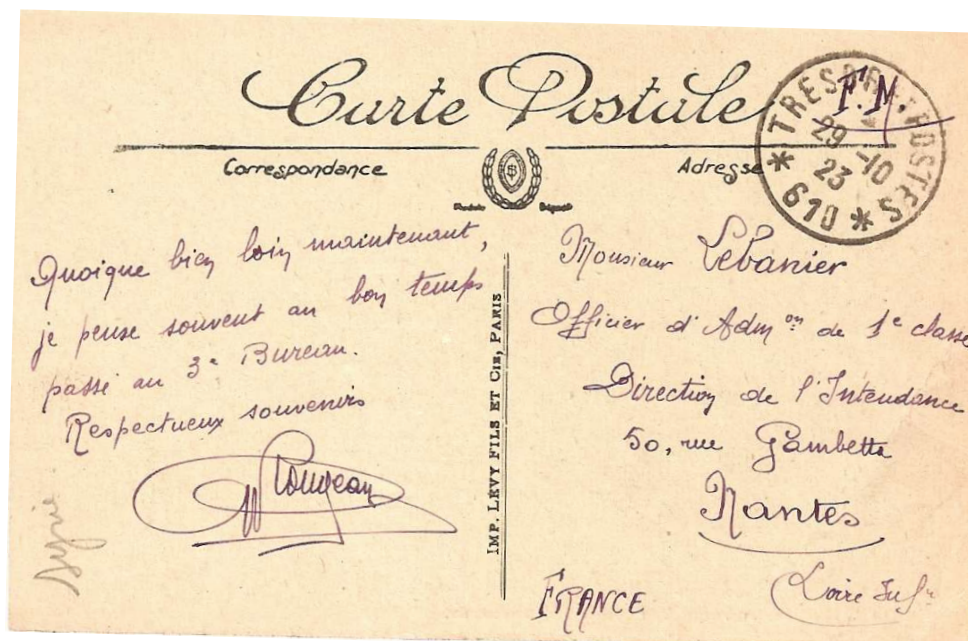 Carte Postale
Correspondance
Adresse
F.M.
* TRESOR ET POSTES *
29-10
23
610
Quoique bien loin maintenant,
je pense souvent au bon temps
passé au 3e Bureau.
Respectueux souvenirs
Syrie
IMP. LÉVY FILS ET CIE, PARIS
Monsieur Lebanier
Officier d'Admon de 1e classe
Direction de l'Intendance
50, rue Gambetta
Nantes
Loire Infre
FRANCE